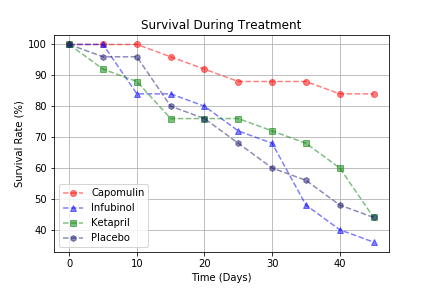 Survival During Treatment
100
90
80
70
60
50
40
Survival Rate (%)
Capomulin
Infubinol
Ketapril
Placebo
0
10
20
30
40
Time (Days)